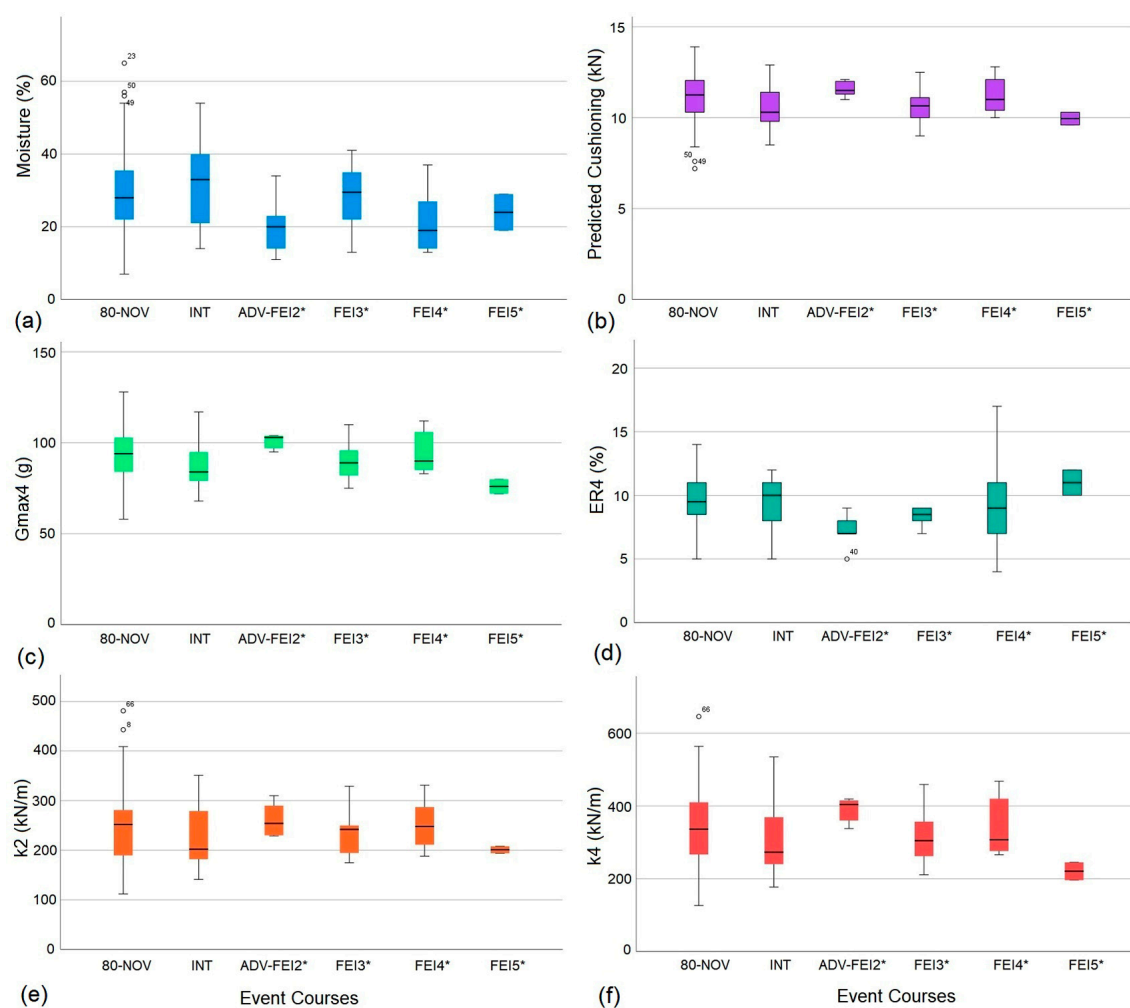 Moisture (%)
60
40
20
0
23
50
49
80-NOV INT ADV-FEI2* FEI3* FEI4* FEI5*
(a)
Predicted Cushioning (kN)
15
10
5
0
50 49
80-NOV INT ADV-FEI2* FEI3* FEI4* FEI5*
(b)
Gmax4 (g)
150
100
50
0
80-NOV INT ADV-FEI2* FEI3* FEI4* FEI5*
(c)
ER4 (%)
20
15
10
5
0
40
80-NOV INT ADV-FEI2* FEI3* FEI4* FEI5*
(d)
k2 (kN/m)
500
400
300
200
100
0
66
8
80-NOV INT ADV-FEI2* FEI3* FEI4* FEI5*
(e)
Event Courses
k4 (kN/m)
600
400
200
0
66
80-NOV INT ADV-FEI2* FEI3* FEI4* FEI5*
(f)
Event Courses